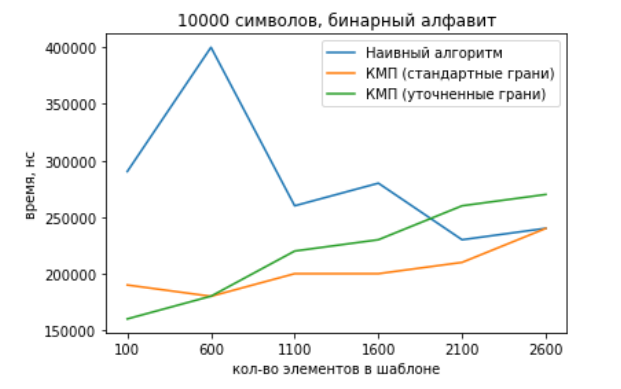 10000 символов, бинарный алфавит
Наивный алгоритм
КМП (стандартные грани)
КМП (уточненные грани)
время, нс
400000
350000
300000
250000
200000
150000
100 600 1100 1600 2100 2600
кол-во элементов в шаблоне